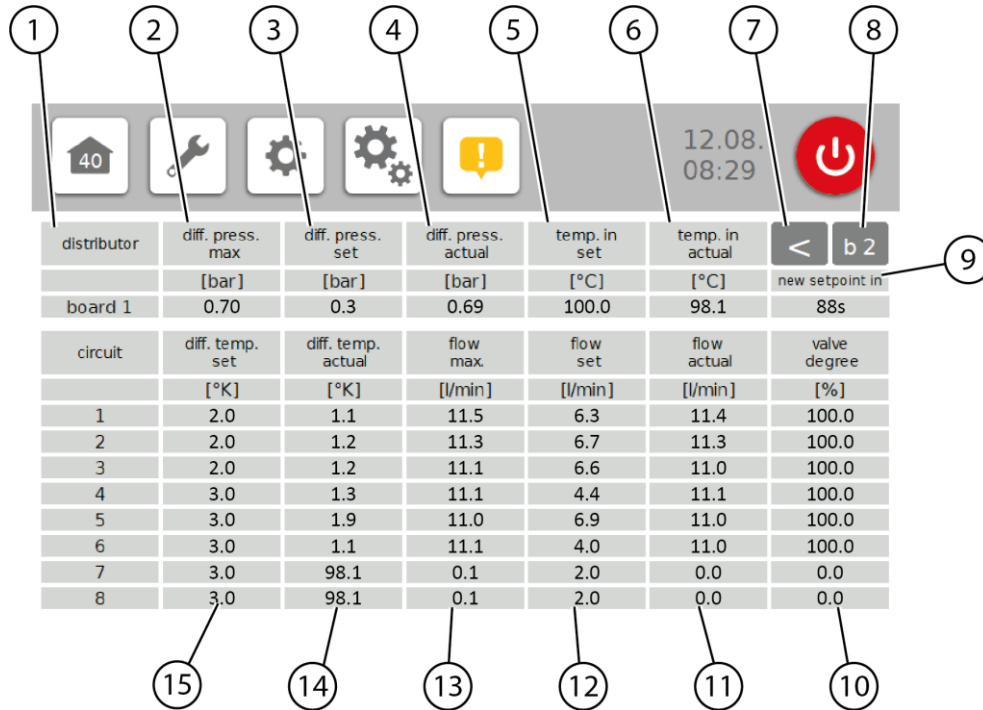 1 2 3 4 5 6 7 8
40 ! 12.08.
08:29
distributor diff. press. max diff. press. set diff. press. actual temp. in set temp. in actual < b 2
9
[bar] [bar] [bar] [°C] [°C] new setpoint in
board 1 0.70 0.3 0.69 100.0 98.1 88s
circuit diff. temp. set diff. temp. actual flow max. flow set flow actual valve degree
[°K] [°K] [l/min] [l/min] [l/min] [%]
1 2.0 1.1 11.5 6.3 11.4 100.0
2 2.0 1.2 11.3 6.7 11.3 100.0
3 2.0 1.2 11.1 6.6 11.0 100.0
4 3.0 1.3 11.1 4.4 11.1 100.0
5 3.0 1.9 11.0 6.9 11.0 100.0
6 3.0 1.1 11.1 4.0 11.0 100.0
7 3.0 98.1 0.1 2.0 0.0 0.0
8 3.0 98.1 0.1 2.0 0.0 0.0
15 14 13 12 11 10